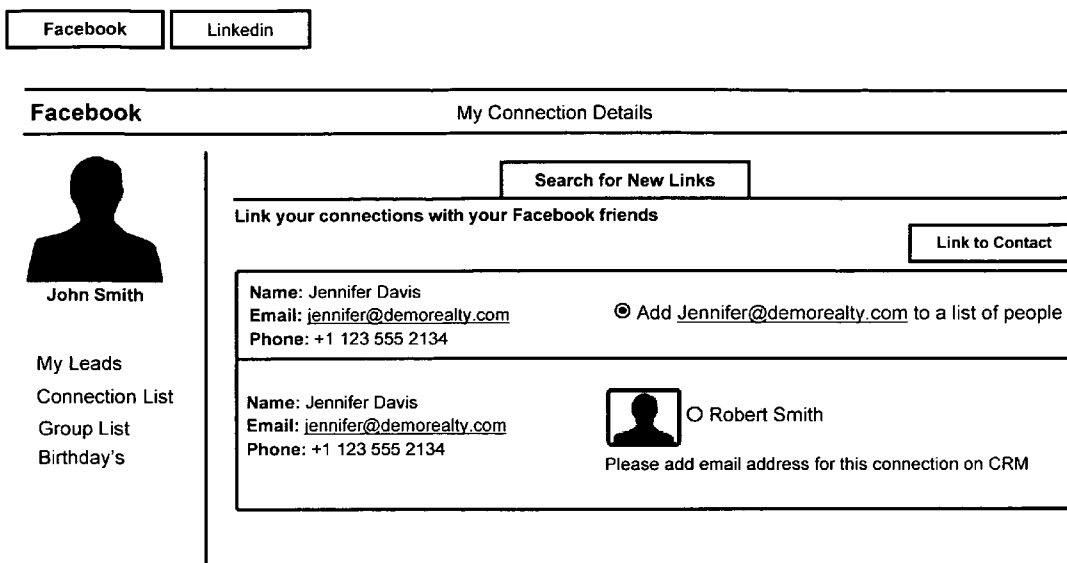 Facebook
Linkedin
Facebook
My Connection Details
John Smith
My Leads
Connection List
Group List
Birthday's
Search for New Links
Link your connections with your Facebook friends
Link to Contact
Name: Jennifer Davis
Email: jennifer@demorealty.com
Phone: +1 123 555 2134
Add Jennifer@demorealty.com to a list of people
Name: Jennifer Davis
Email: jennifer@demorealty.com
Phone: +1 123 555 2134
Robert Smith
Please add email address for this connection on CRM